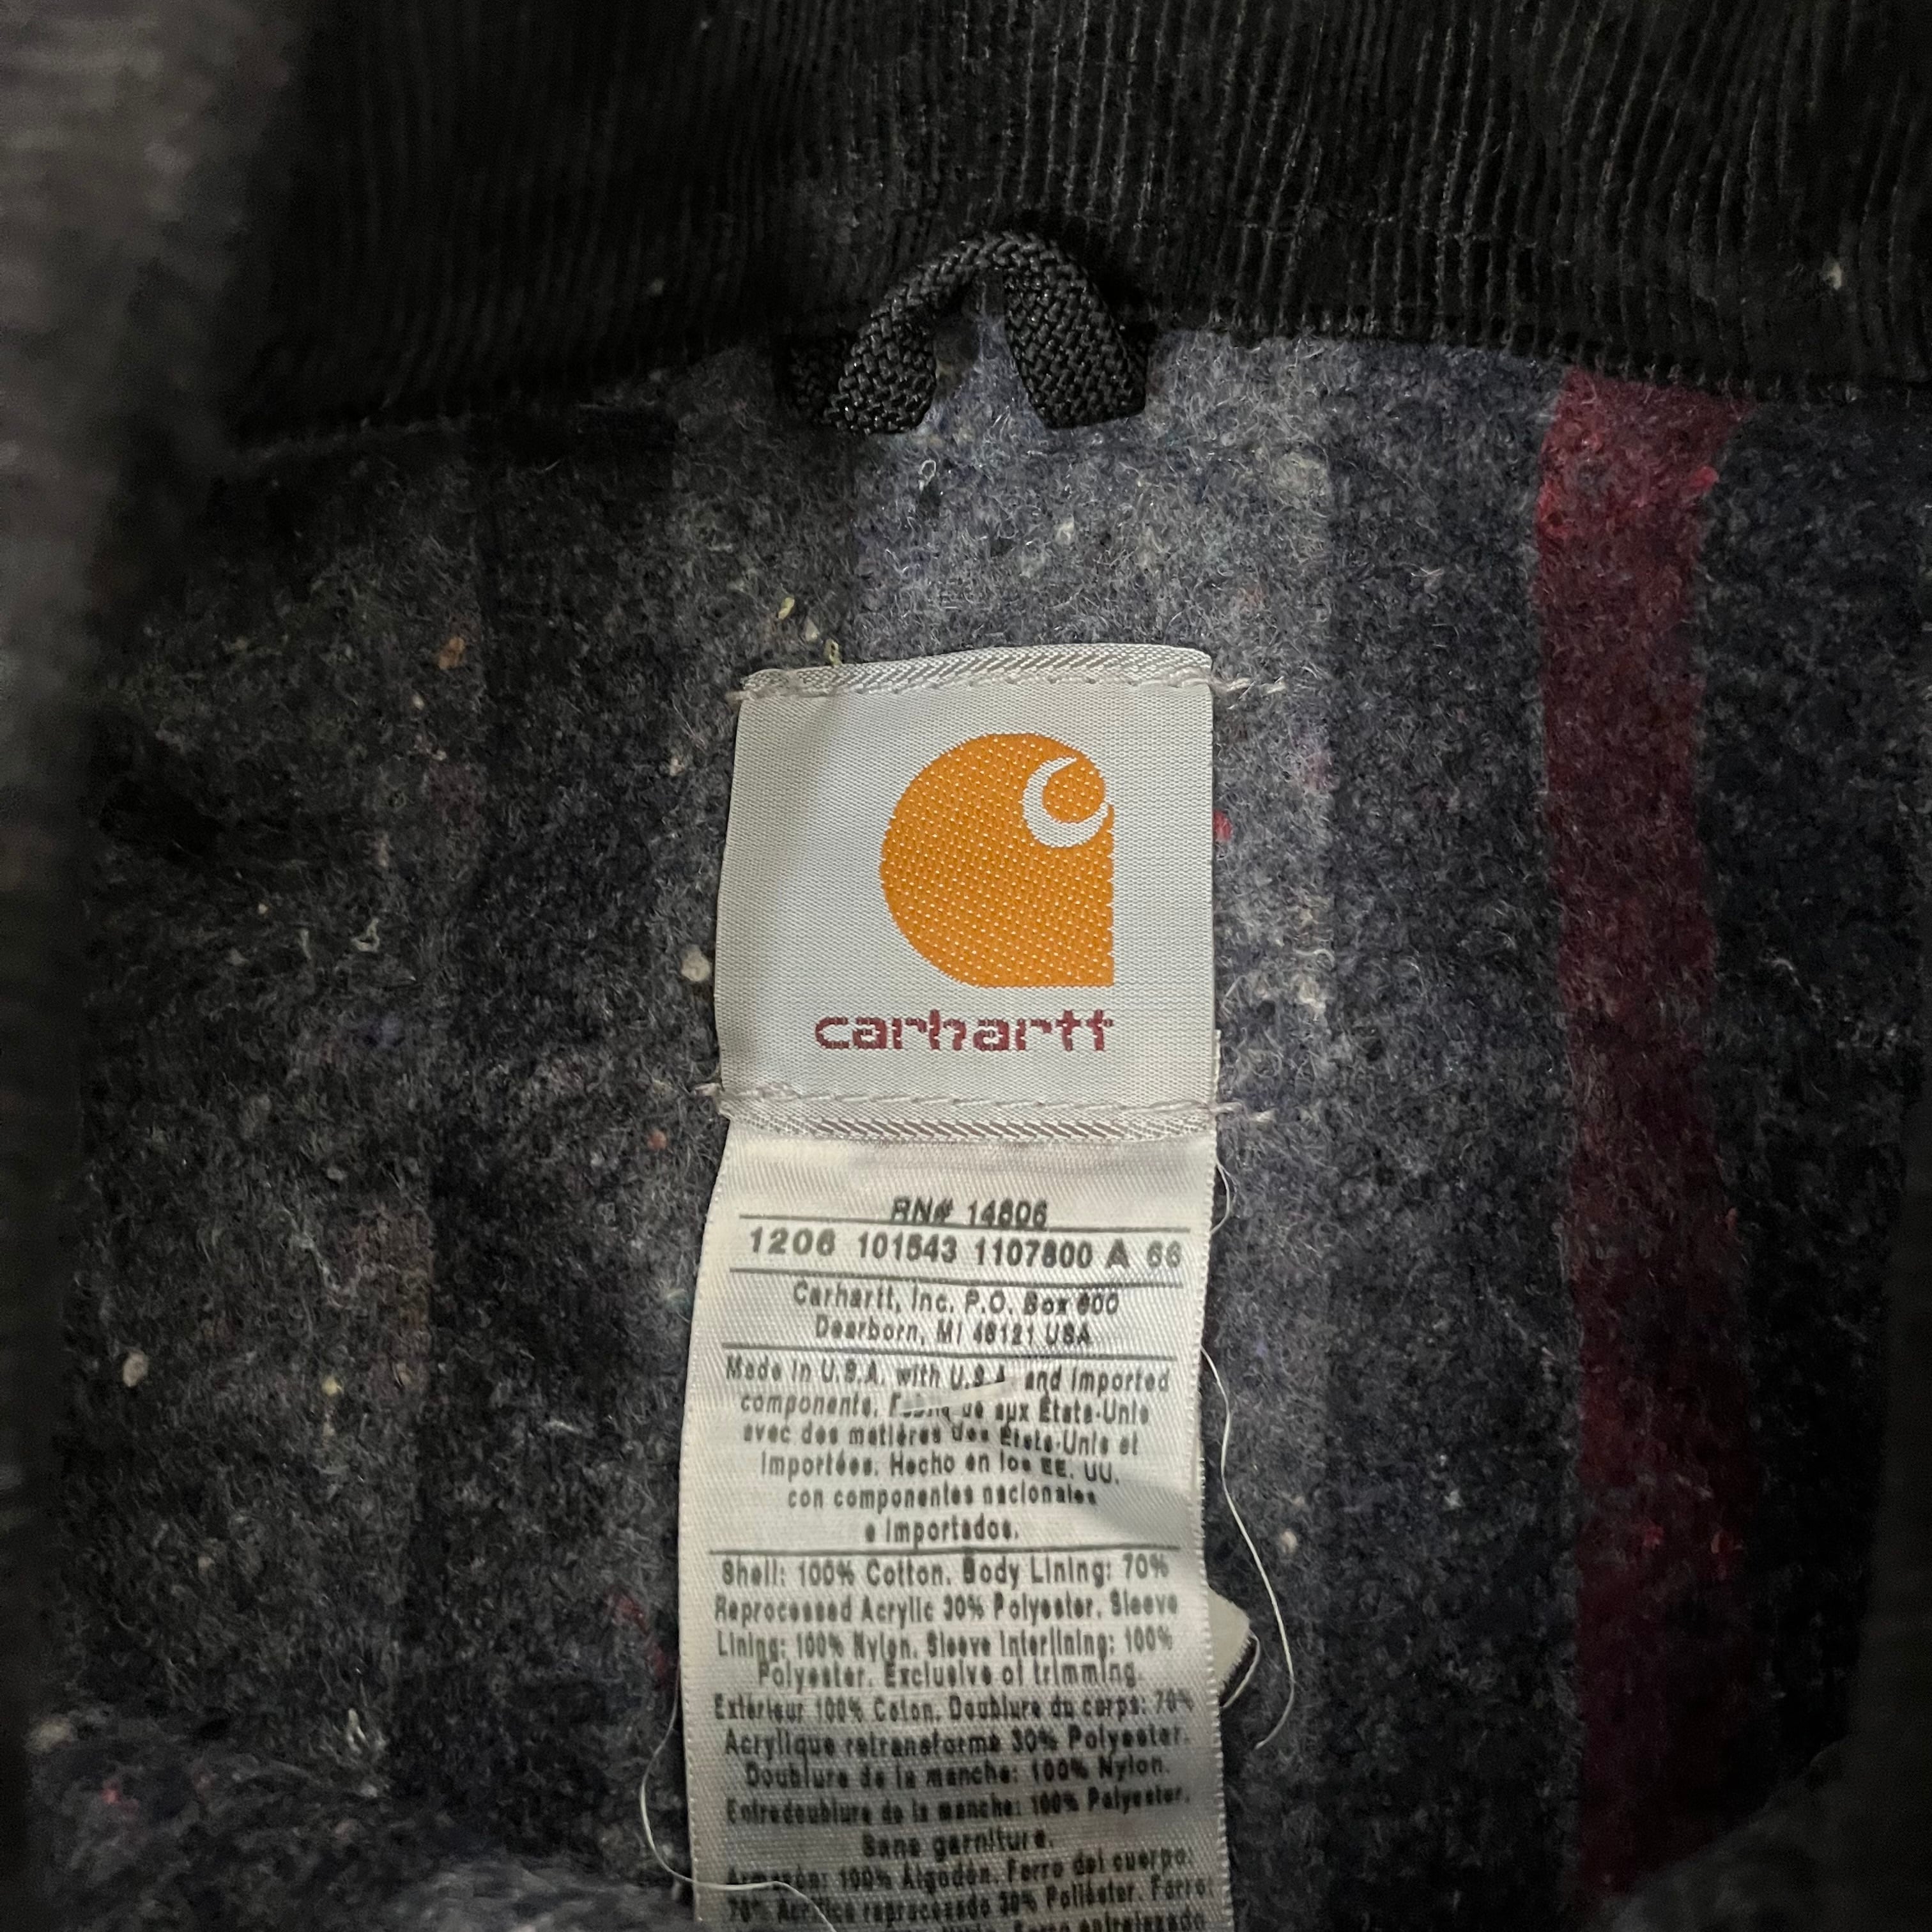 carhartt
RN# 14806
1206 101543 1107800 A 66
Carhartt, Inc. P.O. Box 600
Dearborn, MI 48121 USA
Made in U.S.A. with U.S.A. and imported
components. Fabriqué aux États-Unis
avec des matières des États-Unis et
importées. Hecho en los EE. UU.
con componentes nacionales
e importados.
Shell: 100% Cotton. Body Lining: 70%
Reprocessed Acrylic 30% Polyester. Sleeve
Lining: 100% Nylon. Sleeve Interlining: 100%
Polyester. Exclusive of trimming.
Extérieur 100% Coton. Doublure du corps: 70%
Acrylique retransformé 30% Polyester.
Doublure de la manche: 100% Nylon.
Entredoublure de la manche: 100% Polyester.
Sans garniture.
Armazón: 100% Algodón. Forro del cuerpo:
70% Acrílico reprocesado 30% Poliéster. Forro
Forro entrelazado